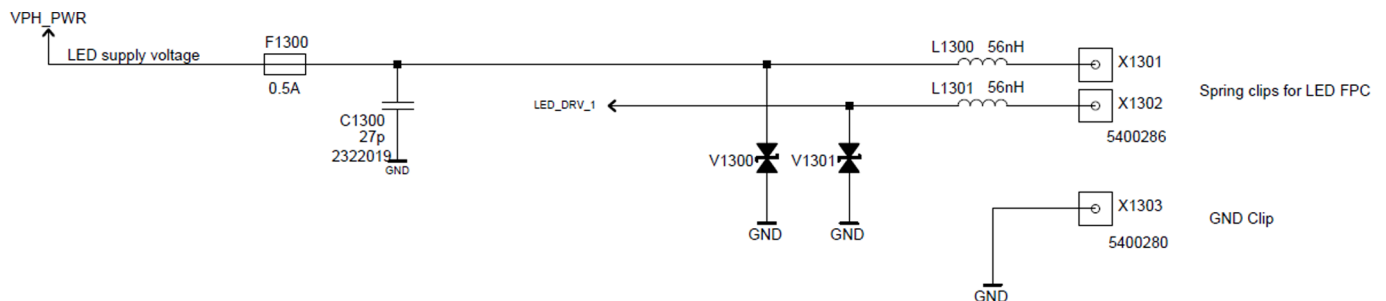 VPH_PWR
LED supply voltage
F1300
0.5A
C1300
27p
2322019
GND
LED_DRV_1
L1300 56nH
L1301 56nH
X1301
X1302
5400286
Spring clips for LED FPC
V1300
V1301
GND
GND
X1303
5400280
GND Clip
GND